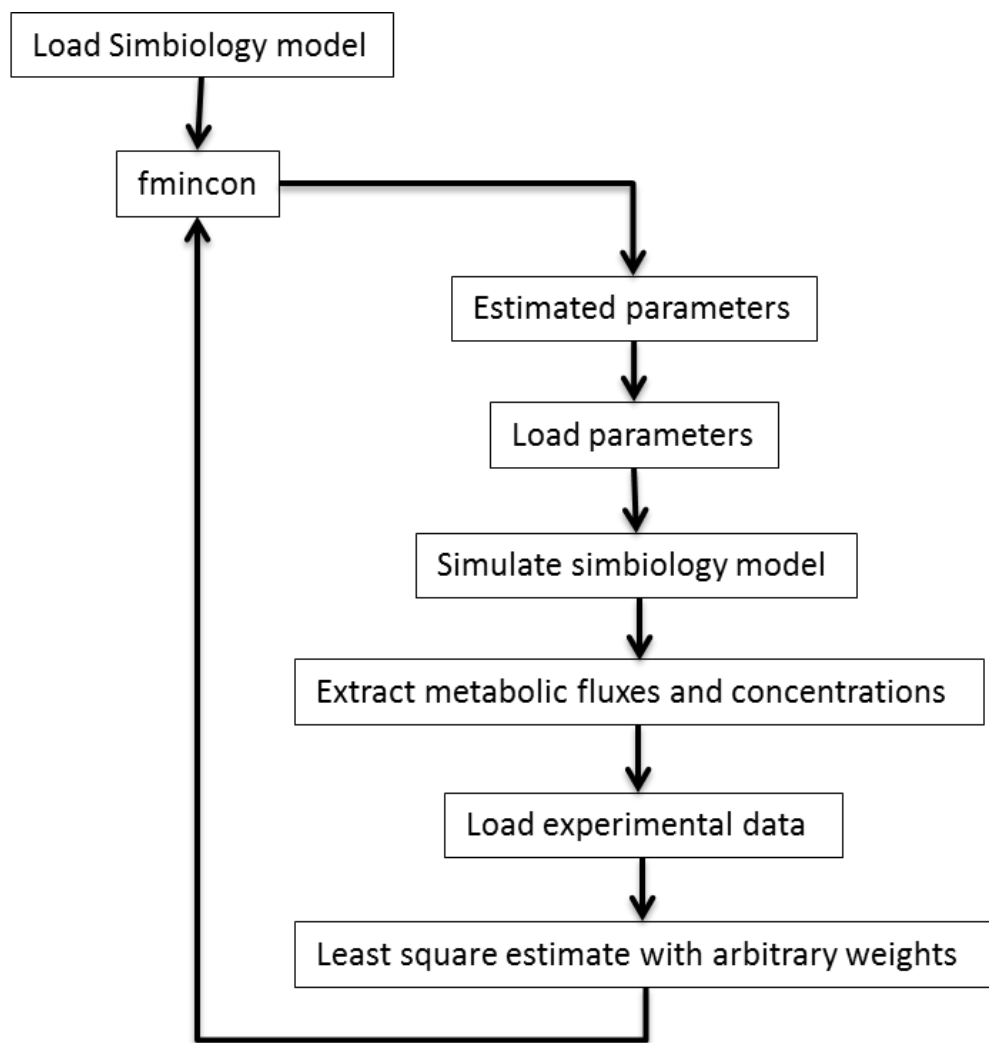 Load Simbiology model
fmincon
Estimated parameters
Load parameters
Simulate simbiology model
Extract metabolic fluxes and concentrations
Load experimental data
Least square estimate with arbitrary weights